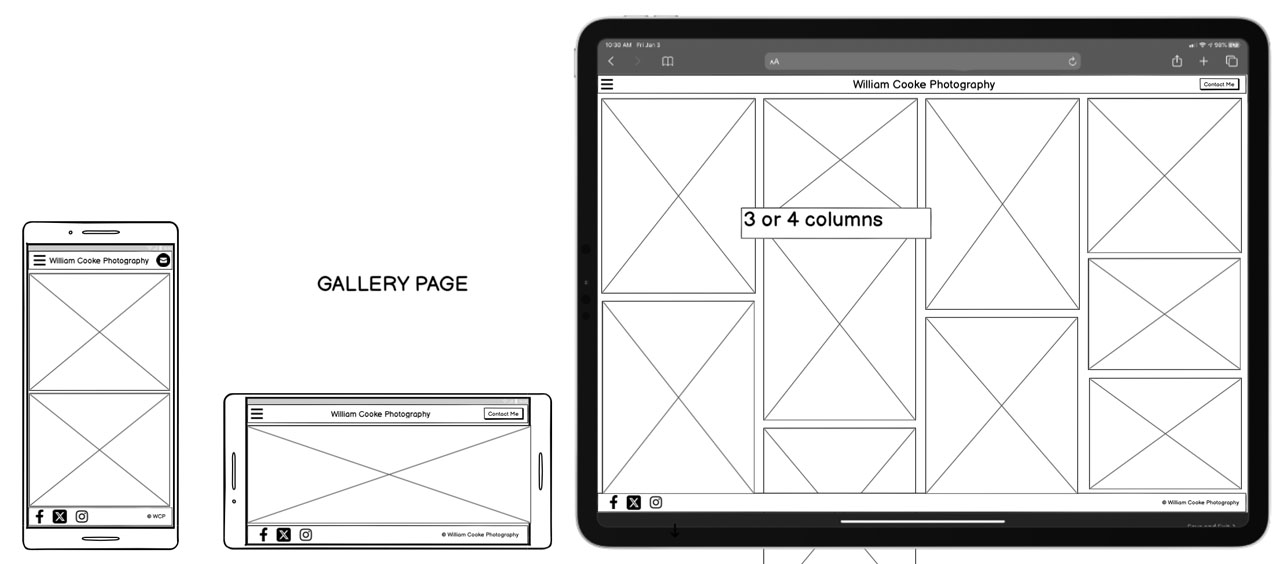 10:30 AM Fri Jan 3
98%
AA
William Cooke Photography
Contact Me
3 or 4 columns
William Cooke Photography
GALLERY PAGE
William Cooke Photography
Contact Me
© WCP
© William Cooke Photography
© William Cooke Photography